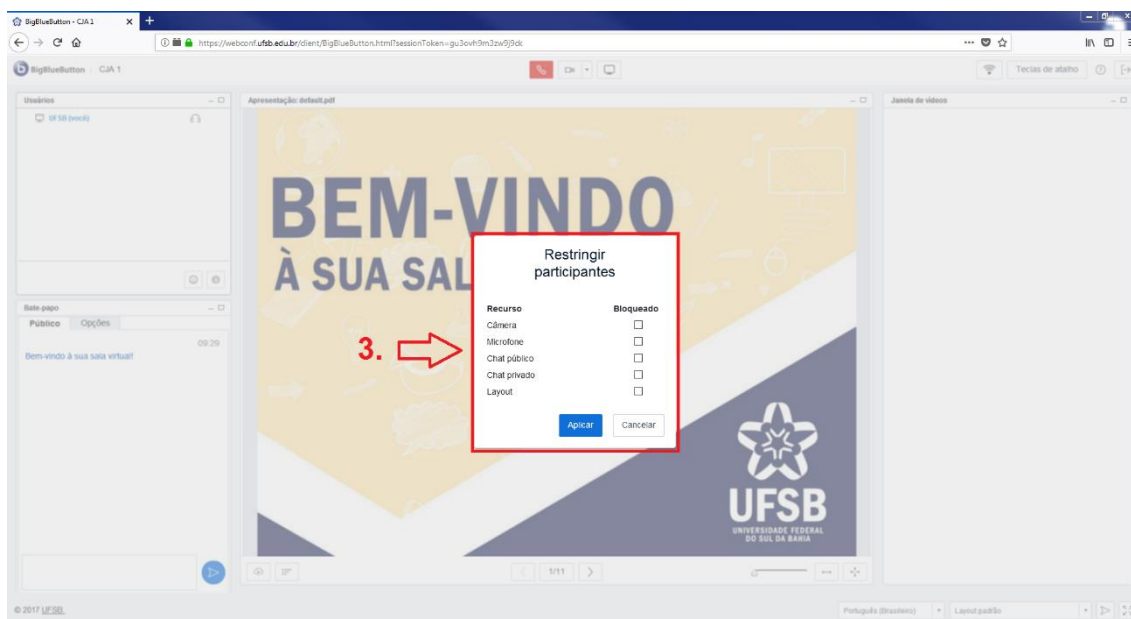 BigBlueButton - CJA 1
https://webconf.ufsb.edu.br/client/BigBlueButton.html?sessionToken=gu3ovh9m3zw9j9dc
BigBlueButton CJA 1
Teclas de atalho
Usuários
UFSB (você)
Apresentação: default.pdf
Janela de vídeos
BEM-VINDO
À SUA SAL
Restringir
participantes
Recurso Bloqueado
Câmera
Microfone
Chat público
Chat privado
Layout
Aplicar Cancelar
3.
Bate-papo
Público Opções
09:29
Bem-vindo à sua sala virtual!
UFSB
UNIVERSIDADE FEDERAL
DO SUL DA BAHIA
1/11
© 2017 UFSB.
Português (Brasileiro)
Layout padrão